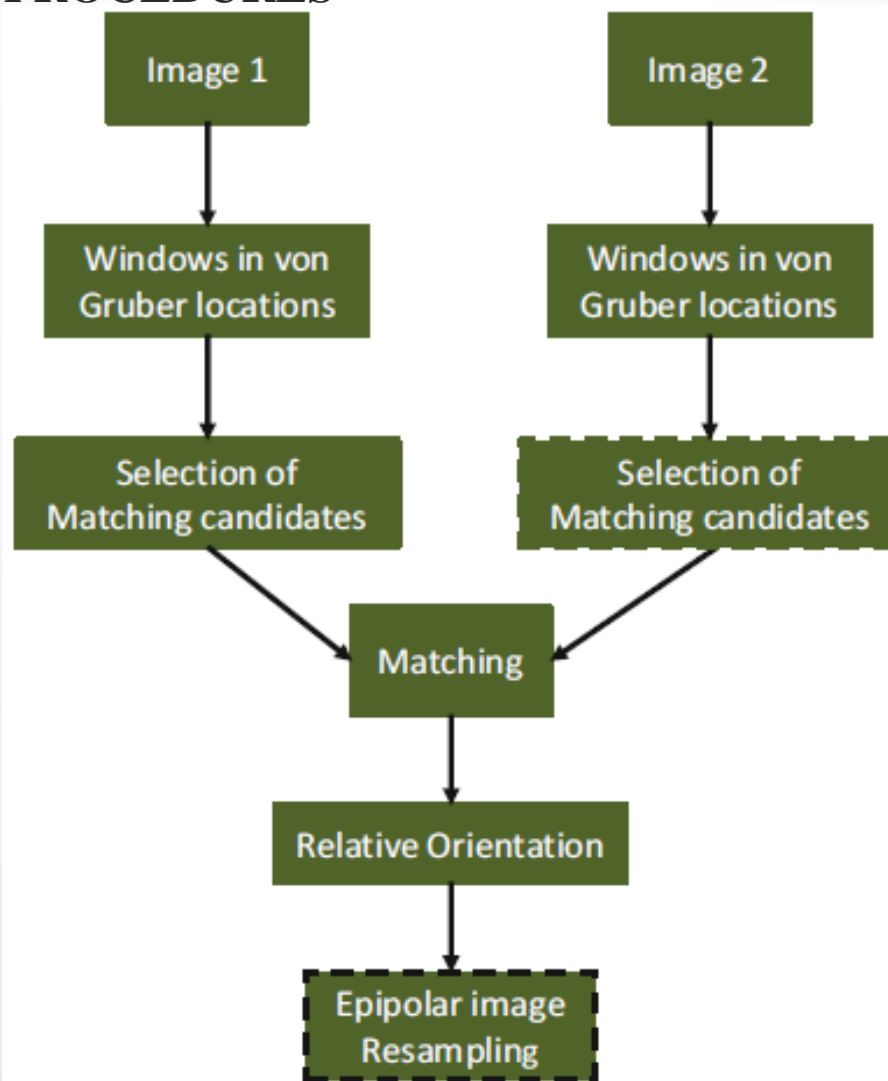 PROCEDURES
Image 1
Image 2
Windows in von
Gruber locations
Windows in von
Gruber locations
Selection of
Matching candidates
Selection of
Matching candidates
Matching
Relative Orientation
Epipolar image
Resampling